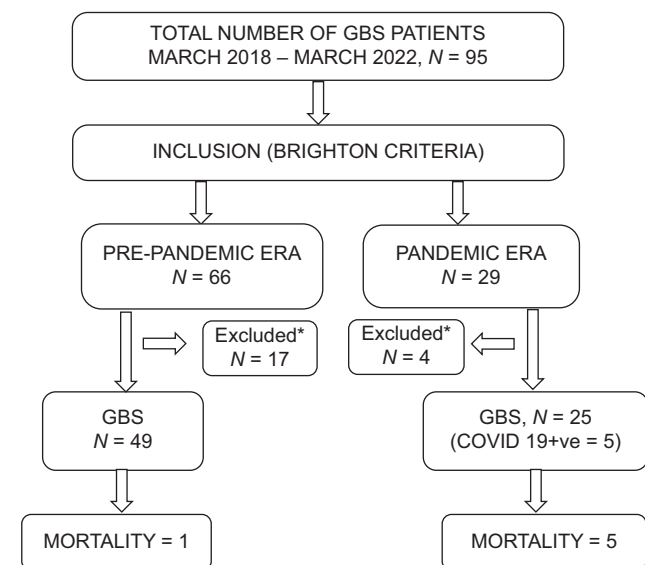 TOTAL NUMBER OF GBS PATIENTS
MARCH 2018 – MARCH 2022, N = 95
INCLUSION (BRIGHTON CRITERIA)
PRE-PANDEMIC ERA
N = 66
PANDEMIC ERA
N = 29
Excluded*
N = 17
Excluded*
N = 4
GBS
N = 49
GBS, N = 25
(COVID 19+ve = 5)
MORTALITY = 1
MORTALITY = 5